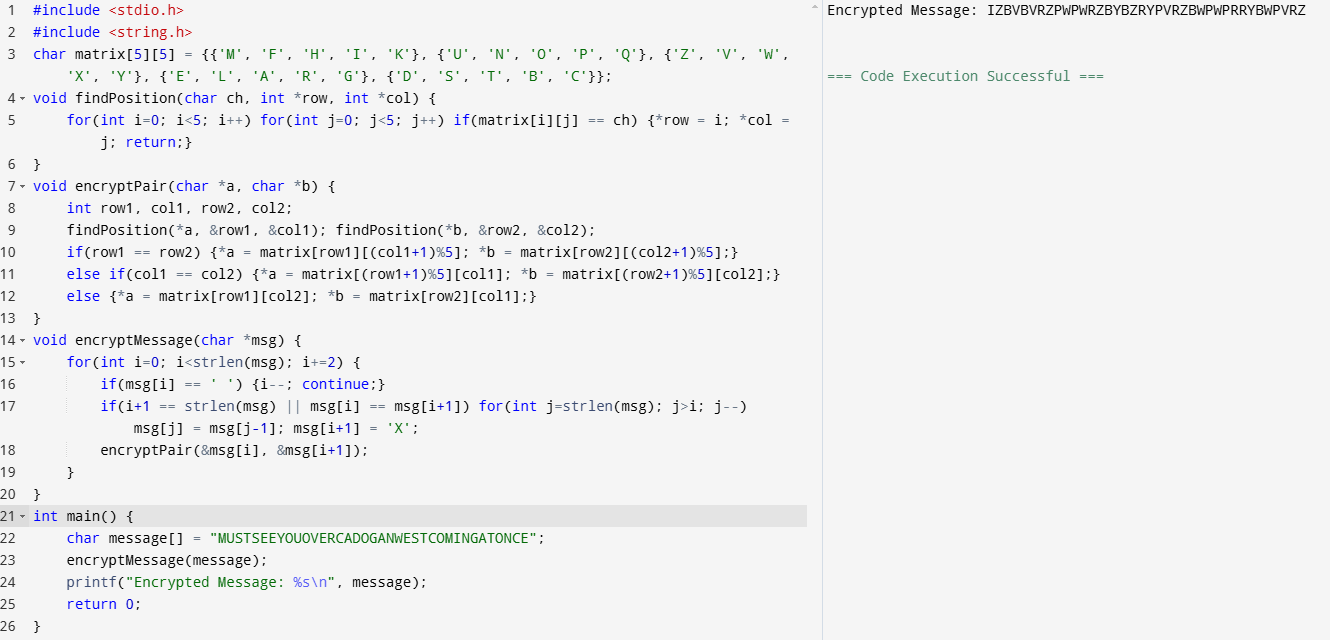 1 #include <stdio.h>
2 #include <string.h>
3 char matrix[5][5] = {{'M', 'F', 'H', 'I', 'K'}, {'U', 'N', 'O', 'P', 'Q'}, {'Z', 'V', 'W',
'X', 'Y'}, {'E', 'L', 'A', 'R', 'G'}, {'D', 'S', 'T', 'B', 'C'}};
4 void findPosition(char ch, int *row, int *col) {
5 for(int i=0; i<5; i++) for(int j=0; j<5; j++) if(matrix[i][j] == ch) {*row = i; *col =
j; return;}
6 }
7 void encryptPair(char *a, char *b) {
8 int row1, col1, row2, col2;
9 findPosition(*a, &row1, &col1); findPosition(*b, &row2, &col2);
10 if(row1 == row2) {*a = matrix[row1][(col1+1)%5]; *b = matrix[row2][(col2+1)%5];}
11 else if(col1 == col2) {*a = matrix[(row1+1)%5][col1]; *b = matrix[(row2+1)%5][col2];}
12 else {*a = matrix[row1][col2]; *b = matrix[row2][col1];}
13 }
14 void encryptMessage(char *msg) {
15 for(int i=0; i<strlen(msg); i+=2) {
16 if(msg[i] == ' ') {i--; continue;}
17 if(i+1 == strlen(msg) || msg[i] == msg[i+1]) for(int j=strlen(msg); j>i; j--)
msg[j] = msg[j-1]; msg[i+1] = 'X';
18 encryptPair(&msg[i], &msg[i+1]);
19 }
20 }
21 int main() {
22 char message[] = "MUSTSEEYOUOVERCADOGANWESTCOMINGATONCE";
23 encryptMessage(message);
24 printf("Encrypted Message: %s\n", message);
25 return 0;
26 }
Encrypted Message: IZBVBVRZPWPWRZBYBZRYPVRZBWPWPRRYBWPVRZ
=== Code Execution Successful ===